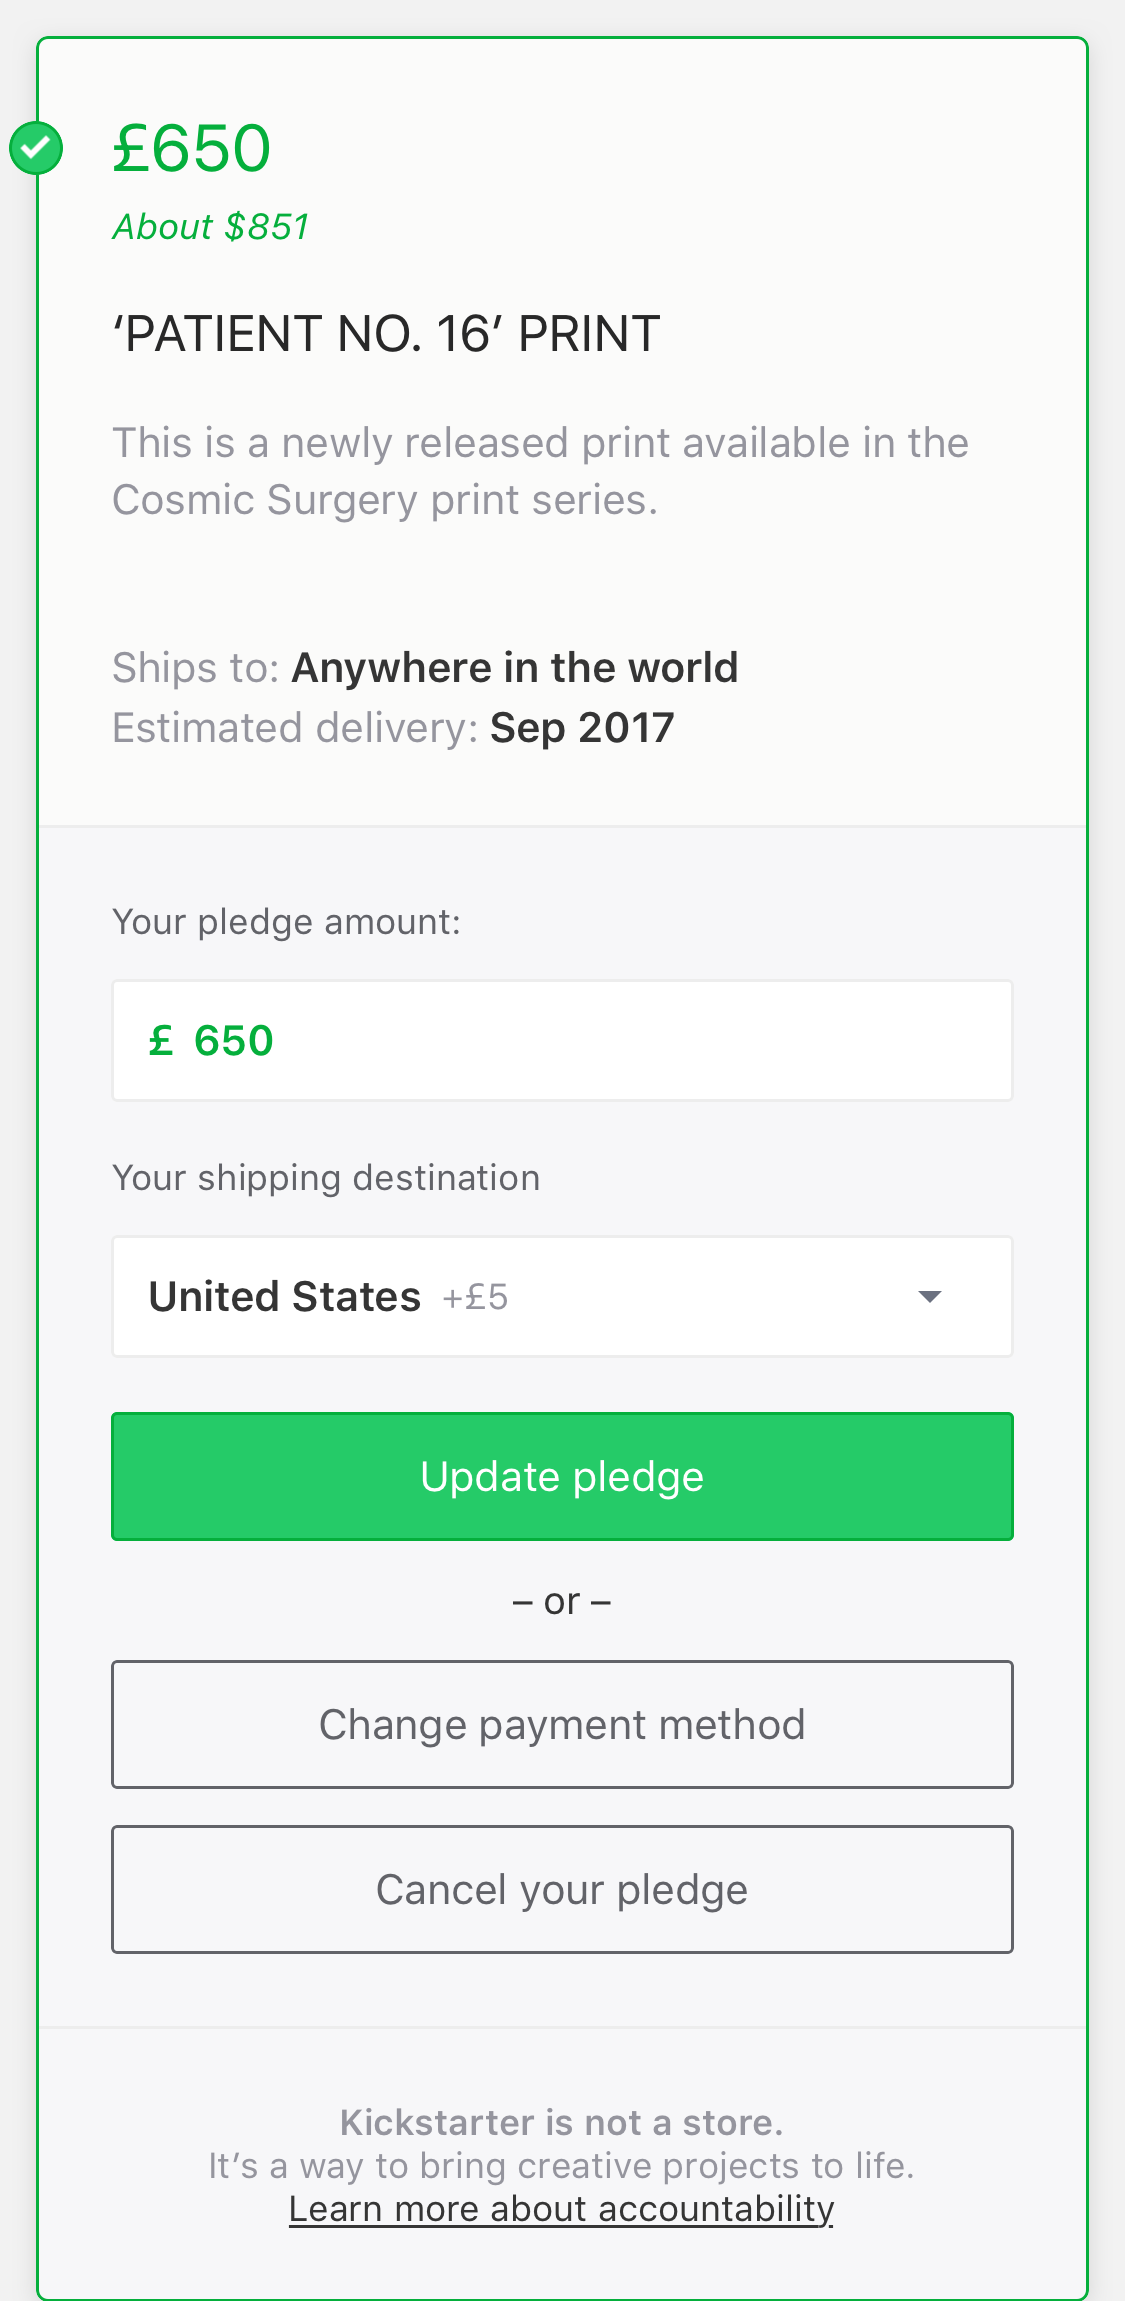 £650
About $851
‘PATIENT NO. 16’ PRINT
This is a newly released print available in the
Cosmic Surgery print series.
Ships to: Anywhere in the world
Estimated delivery: Sep 2017
Your pledge amount:
£ 650
Your shipping destination
United States +£5
Update pledge
– or –
Change payment method
Cancel your pledge
Kickstarter is not a store.
It’s a way to bring creative projects to life.
Learn more about accountability